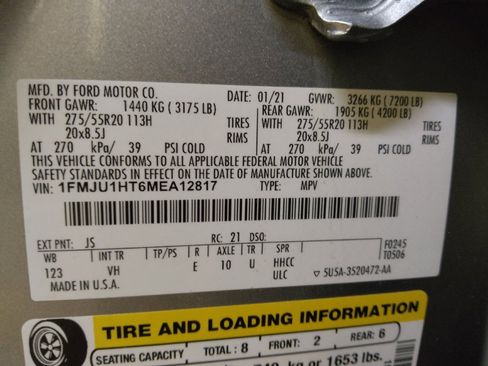 MFD. BY FORD MOTOR CO.
DATE: 01/21 GVWR: 3266 KG ( 7200 LB)
FRONT GAWR: 1440 KG ( 3175 LB) REAR GAWR: 1905 KG ( 4200 LB)
WITH 275/55R20 113H TIRES WITH 275/55R20 113H TIRES
20x8.5J RIMS 20x8.5J RIMS
AT 270 kPa/ 39 PSI COLD AT 270 kPa/ 39 PSI COLD
THIS VEHICLE CONFORMS TO ALL APPLICABLE FEDERAL MOTOR VEHICLE
SAFETY STANDARDS IN EFFECT ON THE DATE OF MANUFACTURE SHOWN ABOVE.
VIN: 1FMJU1HT6MEA12817 TYPE: MPV
EXT PNT: JS RC: 21 DSO: F0245
WB INT TR TP/PS R AXLE TR SPR T0506
123 VH E 10 U HHCC
ULC
MADE IN U.S.A. ▽ 5U5A-3520472-AA
TIRE AND LOADING INFORMATION
SEATING CAPACITY TOTAL : 8 FRONT: 2 REAR: 6
kg or 1653 lbs.